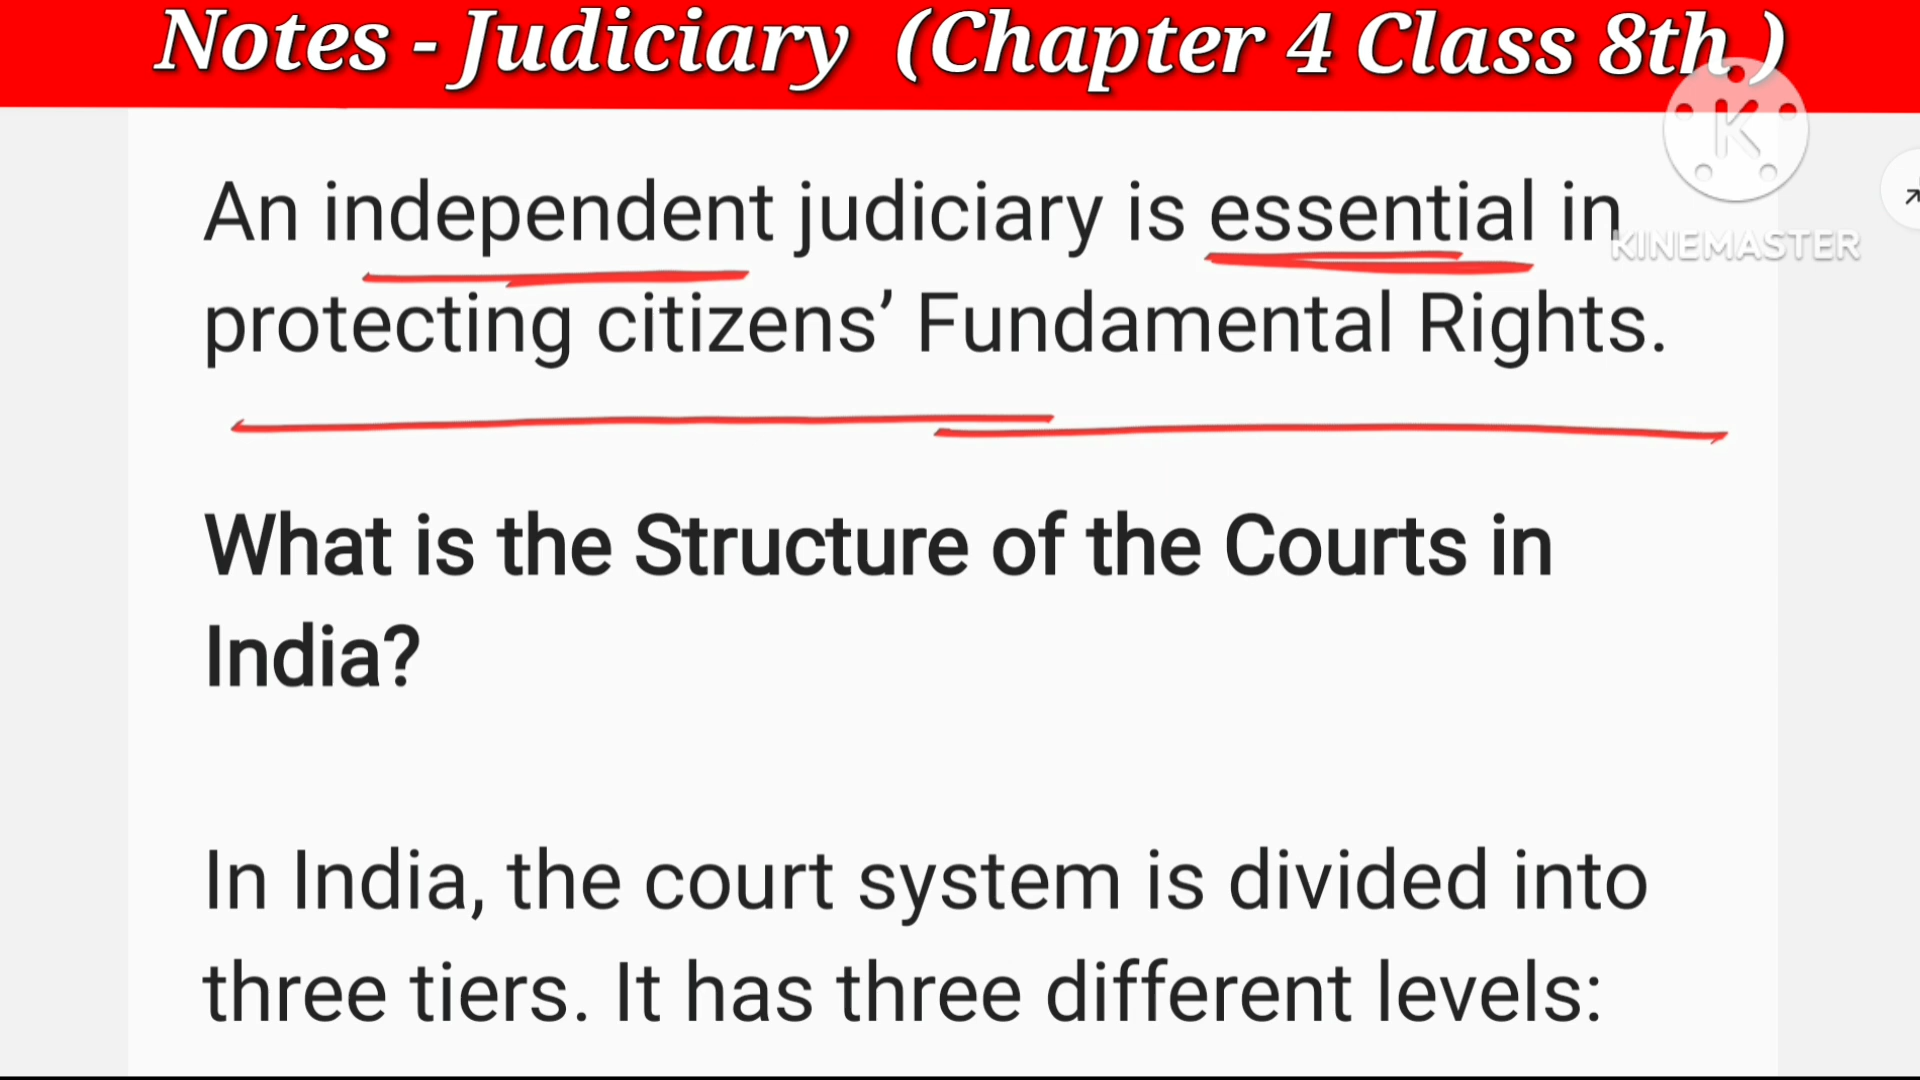 Notes - Judiciary (Chapter 4 Class 8th )
K
KINEMASTER
An independent judiciary is essential in
protecting citizens’ Fundamental Rights.
What is the Structure of the Courts in
India?
In India, the court system is divided into
three tiers. It has three different levels: